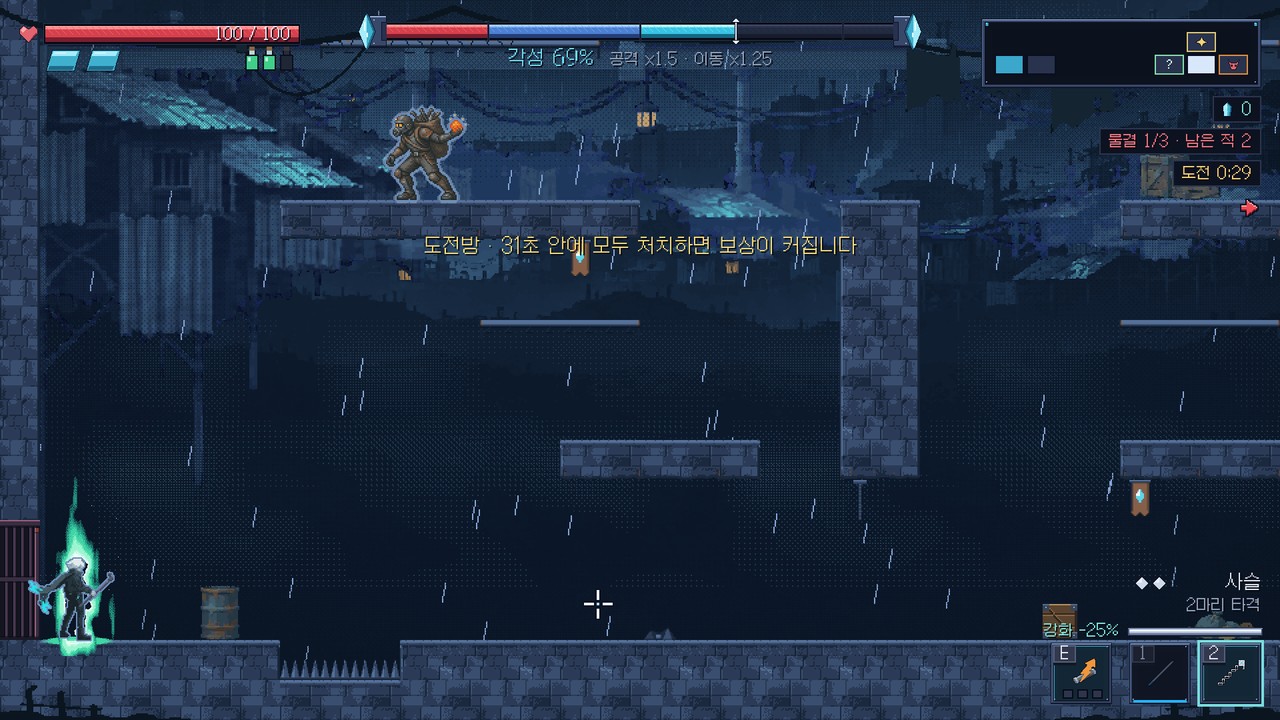 100 / 100
각성 69% 공격 x1.5 · 이동 x1.25
?
0
물결 1/3 · 남은 적 2
도전 0:29
도전방 · 31초 안에 모두 처치하면 보상이 커집니다
사슬
2마리 타격
강화 -25%
E
1
2